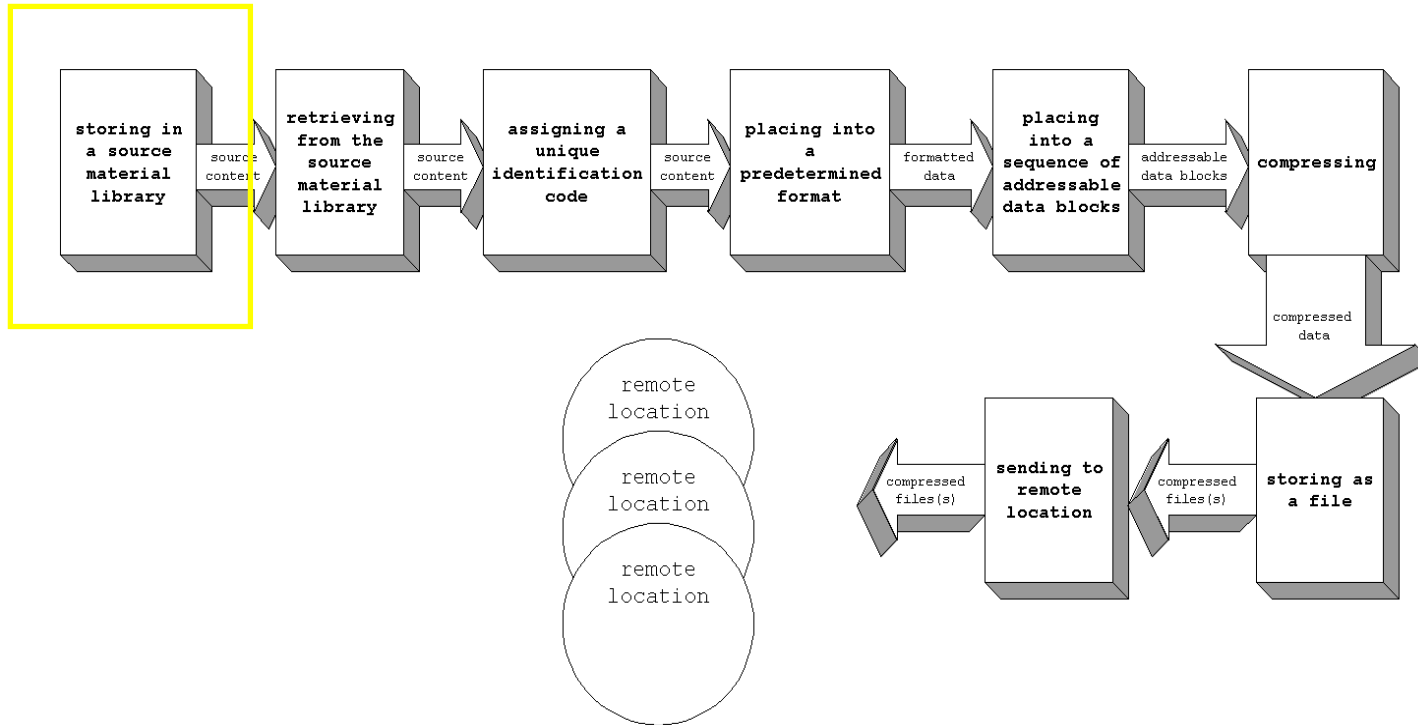 storing in
a source
material
library
source
content
retrieving
from the
source
material
library
source
content
assigning a
unique
identification
code
source
content
placing into
a
predetermined
format
formatted
data
placing
into a
sequence of
addressable
data blocks
addressable
data blocks
compressing
compressed
data
storing as
a file
compressed
files(s)
sending to
remote
location
compressed
files(s)
remote
location
remote
location
remote
location